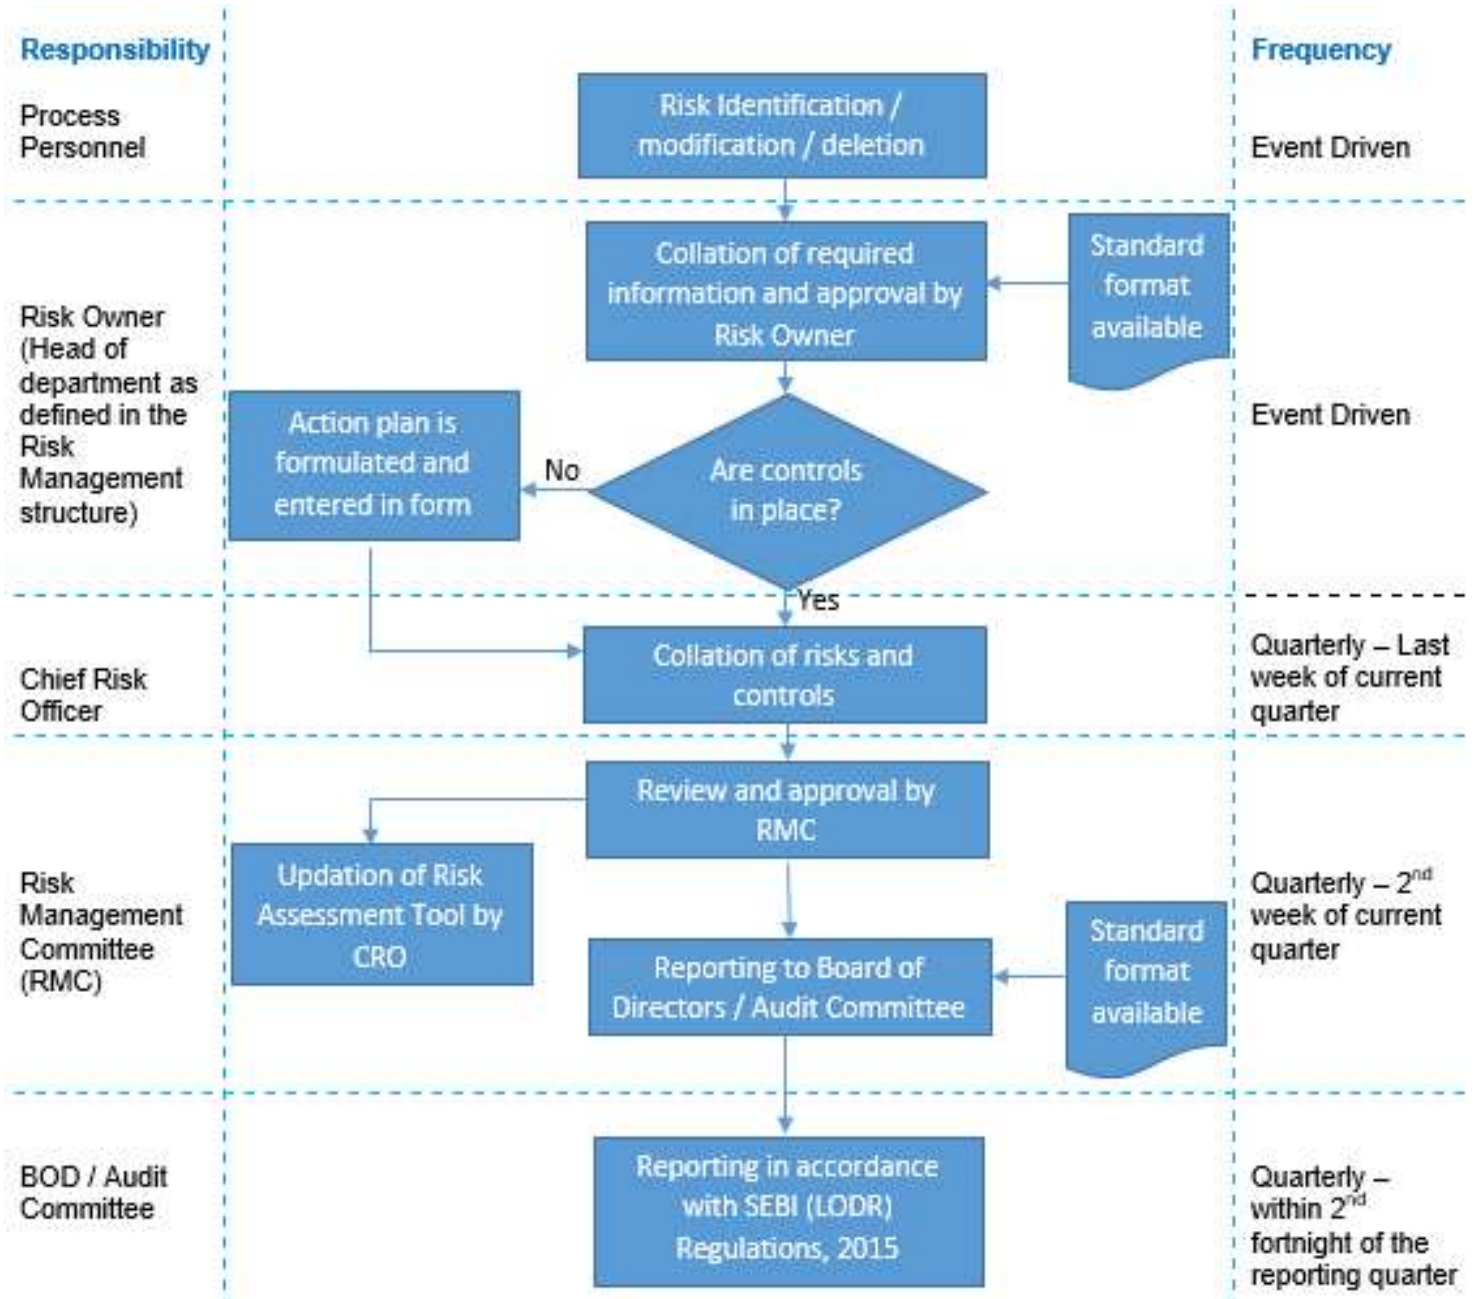 Responsibility
Frequency
Process
Personnel
Risk Identification /
modification / deletion
Event Driven
Risk Owner
(Head of
department as
defined in the
Risk
Management
structure)
Collation of required
information and approval by
Risk Owner
Standard
format
available
Event Driven
Action plan is
formulated and
entered in form
No
Are controls
in place?
Yes
Chief Risk
Officer
Collation of risks and
controls
Quarterly – Last
week of current
quarter
Risk
Management
Committee
(RMC)
Review and approval by
RMC
Updation of Risk
Assessment Tool by
CRO
Reporting to Board of
Directors / Audit Committee
Standard
format
available
Quarterly – 2nd
week of current
quarter
BOD / Audit
Committee
Reporting in accordance
with SEBI (LODR)
Regulations, 2015
Quarterly –
within 2nd
fortnight of the
reporting quarter